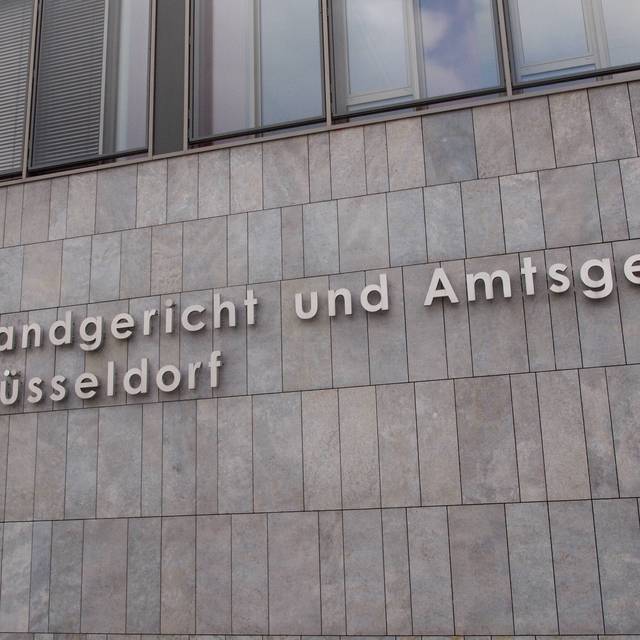 andgericht und Amtsge
üsseldorf